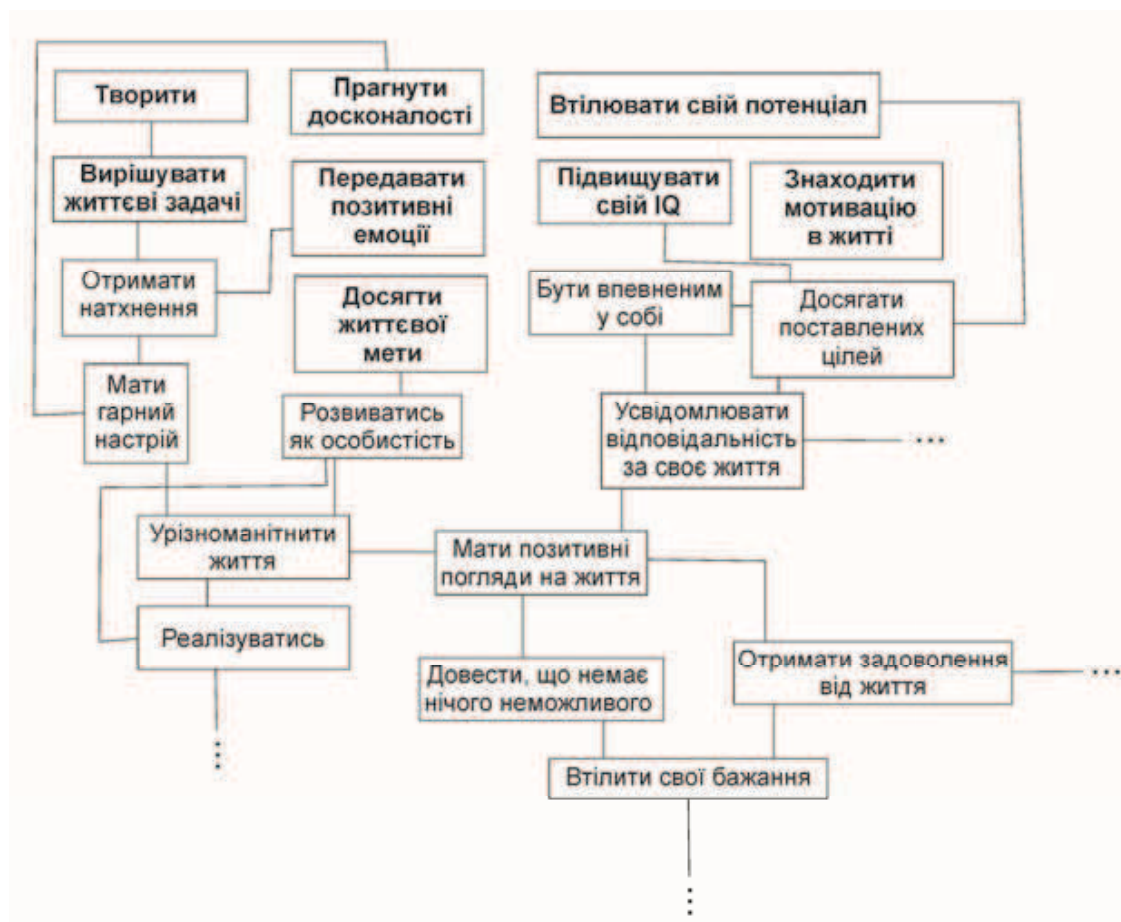 Творити
Прагнути
досконалості
Втілювати свій потенціал
Вирішувати
життєві задачі
Передавати
позитивні
емоції
Підвищувати
свій IQ
Знаходити
мотивацію
в житті
Отримати
натхнення
Досягти
життєвої
мети
Бути впевненим
у собі
Досягати
поставлених
цілей
Мати
гарний
настрій
Розвиватись
як особистість
Усвідомлювати
відповідальність
за своє життя
...
Урізноманітнити
життя
Мати позитивні
погляди на життя
Реалізуватись
Довести, що немає
нічого неможливого
Отримати задоволення
від життя
...
...
Втілити свої бажання
...